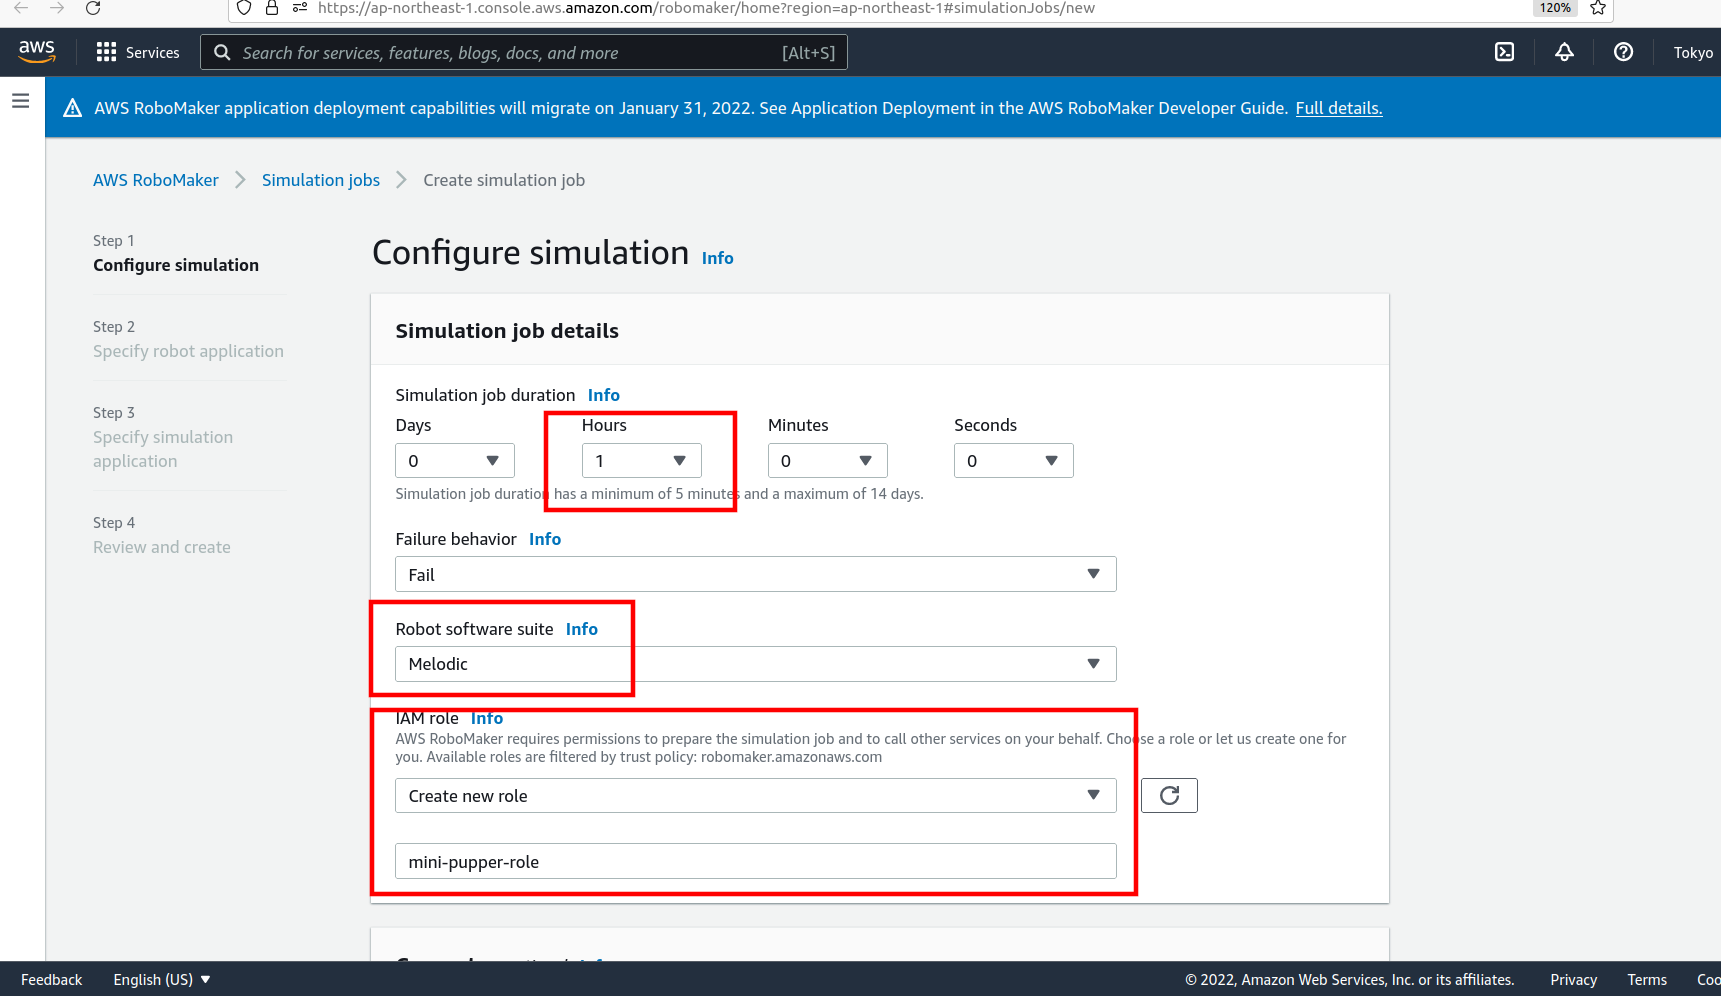 https://ap-northeast-1.console.aws.amazon.com/robomaker/home?region=ap-northeast-1#simulationJobs/new
120%
aws
Services
Search for services, features, blogs, docs, and more
[Alt+S]
Tokyo
AWS RoboMaker application deployment capabilities will migrate on January 31, 2022. See Application Deployment in the AWS RoboMaker Developer Guide. Full details.
AWS RoboMaker > Simulation jobs > Create simulation job
Step 1
Configure simulation
Step 2
Specify robot application
Step 3
Specify simulation
application
Step 4
Review and create
Configure simulation Info
Simulation job details
Simulation job duration Info
Days Hours Minutes Seconds
0 1 0 0
Simulation job duration has a minimum of 5 minutes and a maximum of 14 days.
Failure behavior Info
Fail
Robot software suite Info
Melodic
IAM role Info
AWS RoboMaker requires permissions to prepare the simulation job and to call other services on your behalf. Choose a role or let us create one for
you. Available roles are filtered by trust policy: robomaker.amazonaws.com
Create new role
mini-pupper-role
Feedback English (US)
© 2022, Amazon Web Services, Inc. or its affiliates. Privacy Terms Coo